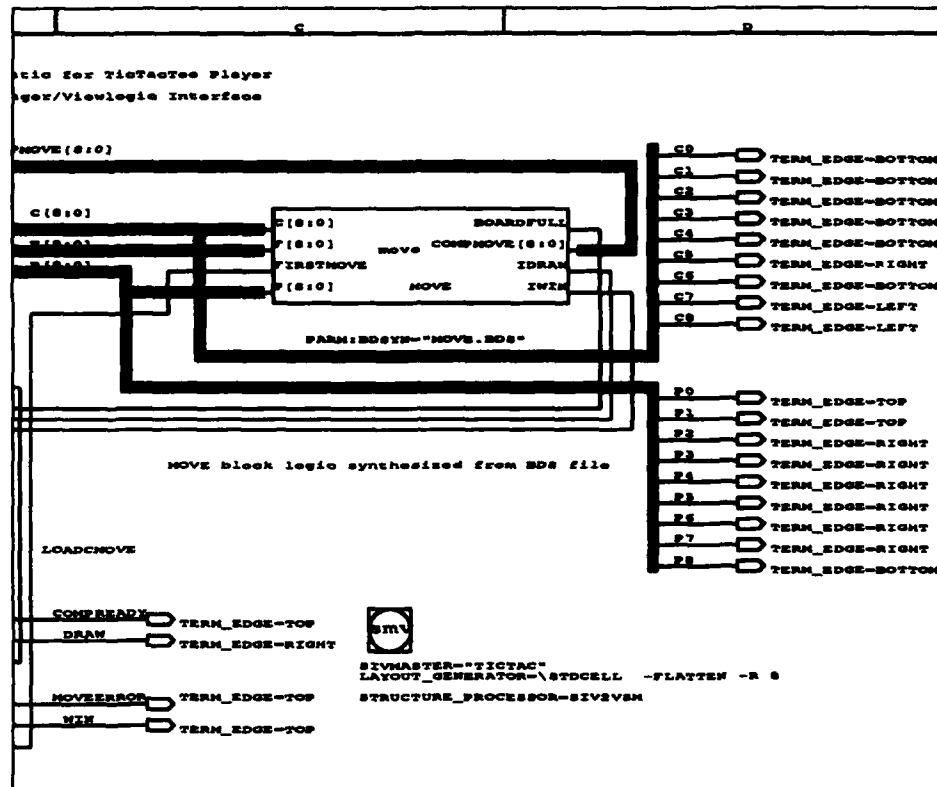 C D
atic for TicTacToe Player
ager/Viewlogic Interface
PMOVE[8:0]
C[8:0]
P[8:0]
C[8:0] BOARDFULL
F[8:0] MOVE COMPMOVE[8:0]
FIRSTMOVE IDRAW
P[8:0] MOVE IWIN
PARM:BDSYN="MOVE.BDS"
C0 TERM_EDGE=BOTTOM
C1 TERM_EDGE=BOTTOM
C2 TERM_EDGE=BOTTOM
C3 TERM_EDGE=BOTTOM
C4 TERM_EDGE=BOTTOM
C5 TERM_EDGE=RIGHT
C6 TERM_EDGE=BOTTOM
C7 TERM_EDGE=LEFT
C8 TERM_EDGE=LEFT
P0 TERM_EDGE=TOP
P1 TERM_EDGE=TOP
P2 TERM_EDGE=RIGHT
P3 TERM_EDGE=RIGHT
P4 TERM_EDGE=RIGHT
P5 TERM_EDGE=RIGHT
P6 TERM_EDGE=RIGHT
P7 TERM_EDGE=RIGHT
P8 TERM_EDGE=BOTTOM
MOVE block logic synthesized from BDS file
LOADCMOVE
COMPREADY TERM_EDGE=TOP
DRAW TERM_EDGE=RIGHT
MOVEERROR TERM_EDGE=TOP
WIN TERM_EDGE=TOP
smv
SIVMASTER="TICTAC"
LAYOUT_GENERATOR=\STDCELL -FLATTEN -R 8
STRUCTURE_PROCESSOR=SIV2VSM